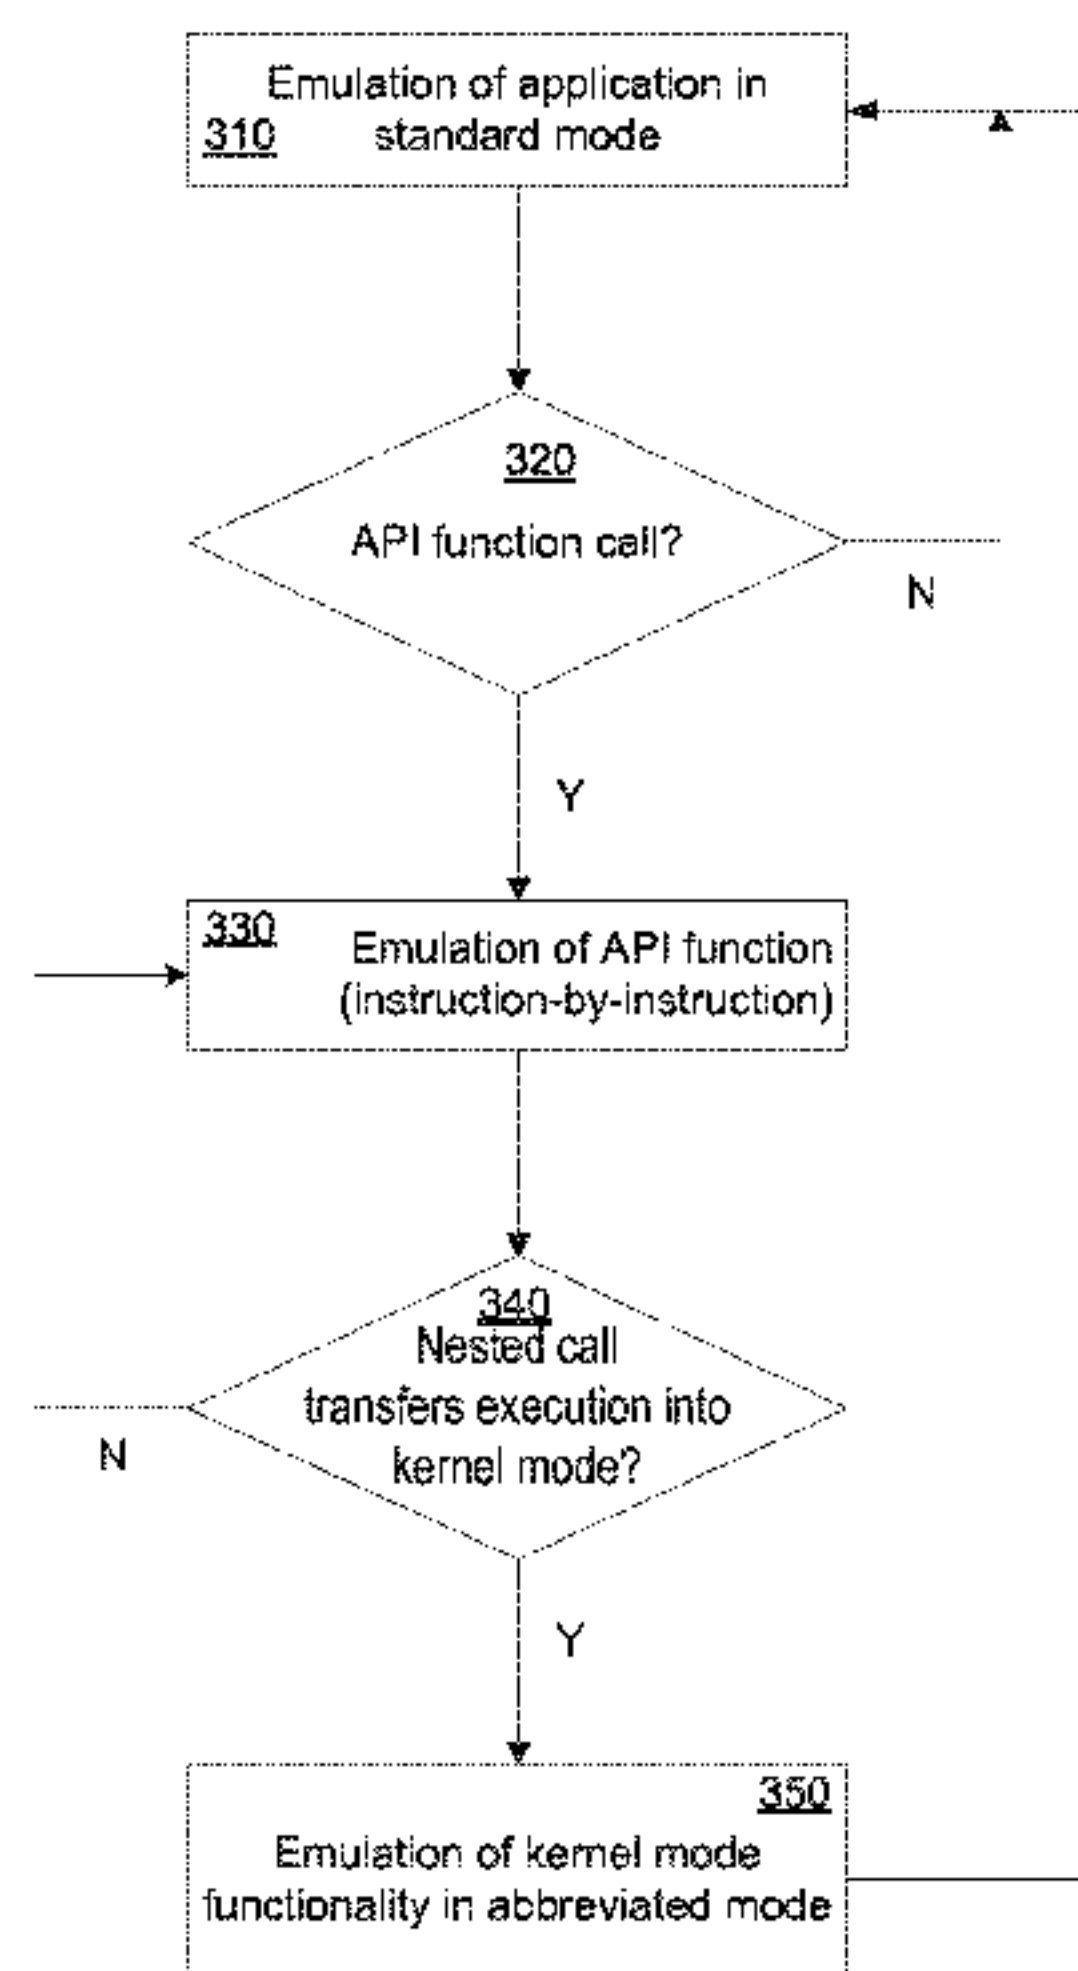 Emulation of application in
310 standard mode
320
API function call?
N
Y
330
Emulation of API function
(instruction-by-instruction)
340
Nested call
transfers execution into
kernel mode?
N
Y
350
Emulation of kernel mode
functionality in abbreviated mode